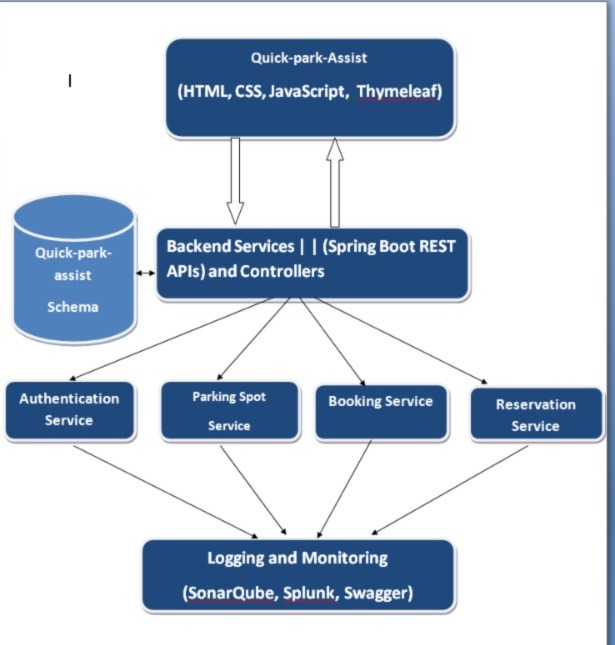 Quick-park-Assist
(HTML, CSS, JavaScript, Thymeleaf)
Backend Services | | (Spring Boot REST
APIs) and Controllers
Quick-park-
assist
Schema
Authentication
Service
Parking Spot
Service
Booking Service
Reservation
Service
Logging and Monitoring
(SonarQube, Splunk, Swagger)